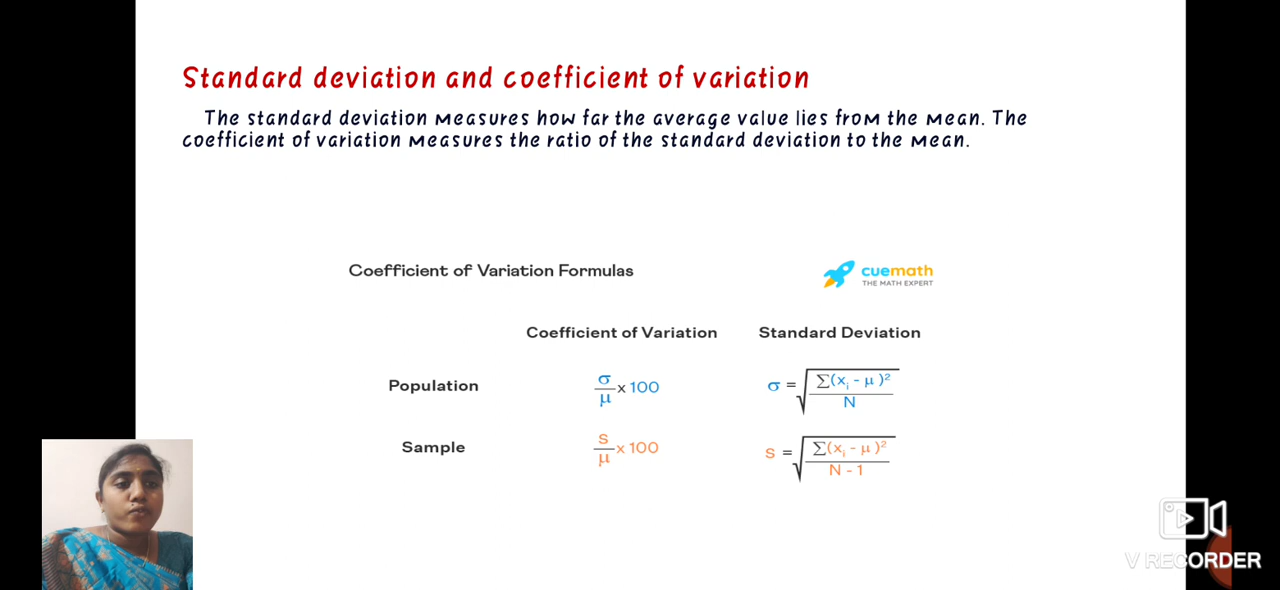 Standard deviation and coefficient of variation
The standard deviation measures how far the average value lies from the mean. The
coefficient of variation measures the ratio of the standard deviation to the mean.
Coefficient of Variation Formulas
cuemath
THE MATH EXPERT
Coefficient of Variation Standard Deviation
Population σ/μ x 100 σ = √(∑(xᵢ - μ)²/N)
Sample s/μ x 100 s = √(∑(xᵢ - μ)²/N - 1)
V RECORDER